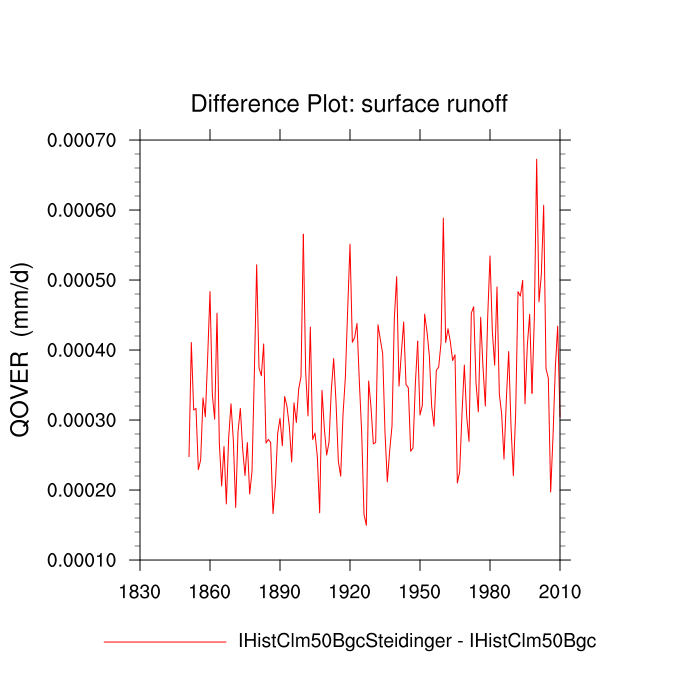 Difference Plot: surface runoff
0.00070
0.00060
0.00050
0.00040
0.00030
0.00020
0.00010
QOVER (mm/d)
1830 1860 1890 1920 1950 1980 2010
IHistClm50BgcSteidinger - IHistClm50Bgc